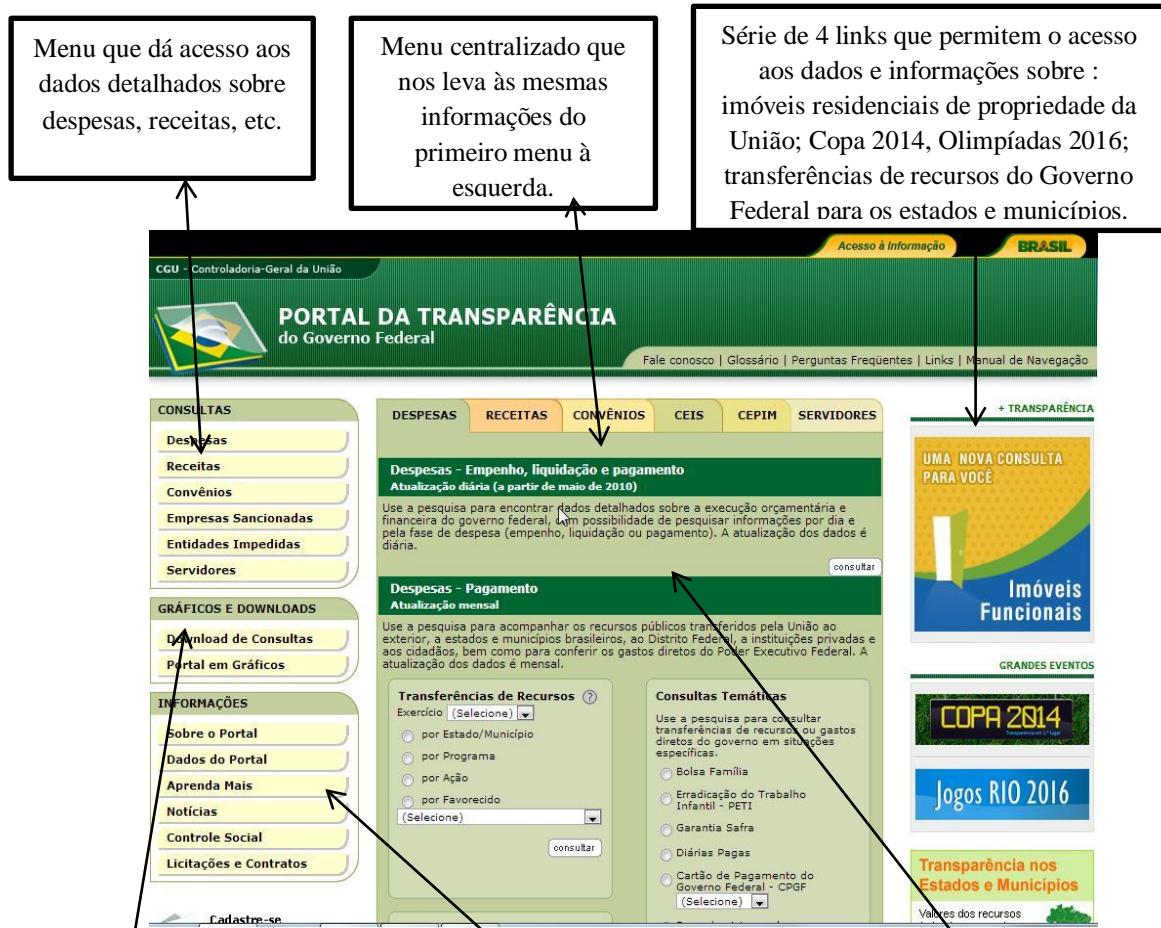 Menu que dá acesso aos
dados detalhados sobre
despesas, receitas, etc.
Menu centralizado que
nos leva às mesmas
informações do
primeiro menu à
esquerda.
Série de 4 links que permitem o acesso
aos dados e informações sobre :
imóveis residenciais de propriedade da
União; Copa 2014, Olimpíadas 2016;
transferências de recursos do Governo
Federal para os estados e municípios.
Acesso à Informação
BRASIL
CGU - Controladoria-Geral da União
PORTAL DA TRANSPARÊNCIA
do Governo Federal
Fale conosco | Glossário | Perguntas Freqüentes | Links | Manual de Navegação
CONSULTAS
Despesas
Receitas
Convênios
Empresas Sancionadas
Entidades Impedidas
Servidores
GRÁFICOS E DOWNLOADS
Download de Consultas
Portal em Gráficos
INFORMAÇÕES
Sobre o Portal
Dados do Portal
Aprenda Mais
Notícias
Controle Social
Licitações e Contratos
Cadastre-se
DESPESAS RECEITAS CONVÊNIOS CEIS CEPIM SERVIDORES
Despesas - Empenho, liquidação e pagamento
Atualização diária (a partir de maio de 2010)
Use a pesquisa para encontrar dados detalhados sobre a execução orçamentária e
financeira do governo federal, com possibilidade de pesquisar informações por dia e
pela fase de despesa (empenho, liquidação ou pagamento). A atualização dos dados é
diária.
consultar
Despesas - Pagamento
Atualização mensal
Use a pesquisa para acompanhar os recursos públicos transferidos pela União ao
exterior, a estados e municípios brasileiros, ao Distrito Federal, a instituições privadas e
aos cidadãos, bem como para conferir os gastos diretos do Poder Executivo Federal. A
atualização dos dados é mensal.
Transferências de Recursos ?
Exercício (Selecione)
por Estado/Município
por Programa
por Ação
por Favorecido
(Selecione)
consultar
Consultas Temáticas
Use a pesquisa para consultar
transferências de recursos ou gastos
diretos do governo em situações
específicas.
Bolsa Família
Erradicação do Trabalho
Infantil - PETI
Garantia Safra
Diárias Pagas
Cartão de Pagamento do
Governo Federal - CPGF
(Selecione)
+ TRANSPARÊNCIA
UMA NOVA CONSULTA
PARA VOCÊ
Imóveis
Funcionais
GRANDES EVENTOS
COPA 2014
Transparência em 1º lugar
Jogos RIO 2016
Transparência nos
Estados e Municípios
Valores dos recursos